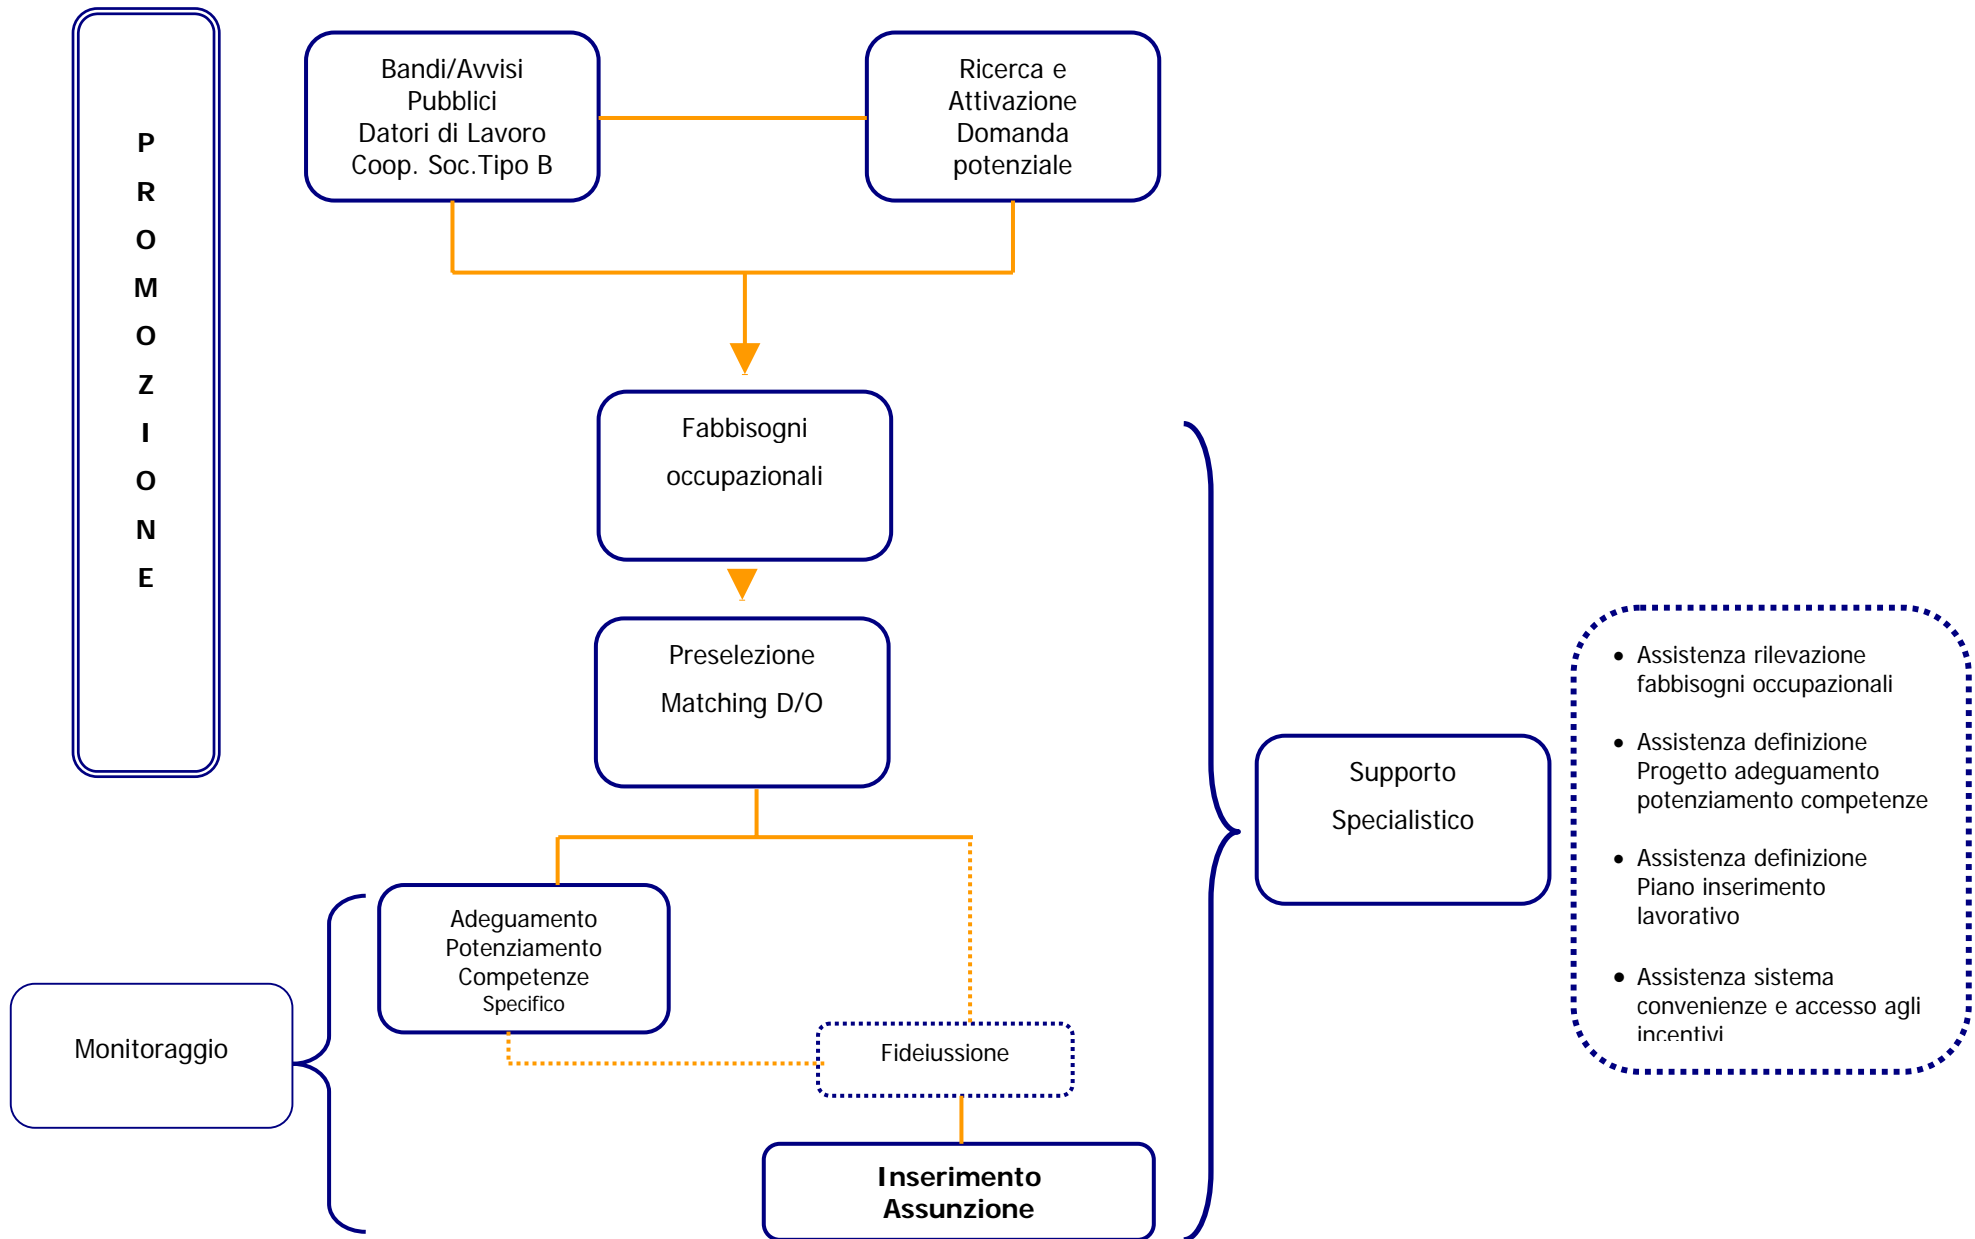 P
R
O
M
O
Z
I
O
N
E
Bandi/Avvisi
Pubblici
Datori di Lavoro
Coop. Soc.Tipo B
Ricerca e
Attivazione
Domanda
potenziale
Fabbisogni
occupazionali
Preselezione
Matching D/O
Adeguamento
Potenziamento
Competenze
Specifico
Monitoraggio
Fideiussione
Inserimento
Assunzione
Supporto
Specialistico
• Assistenza rilevazione
fabbisogni occupazionali
• Assistenza definizione
Progetto adeguamento
potenziamento competenze
• Assistenza definizione
Piano inserimento
lavorativo
• Assistenza sistema
convenienze e accesso agli
incentivi